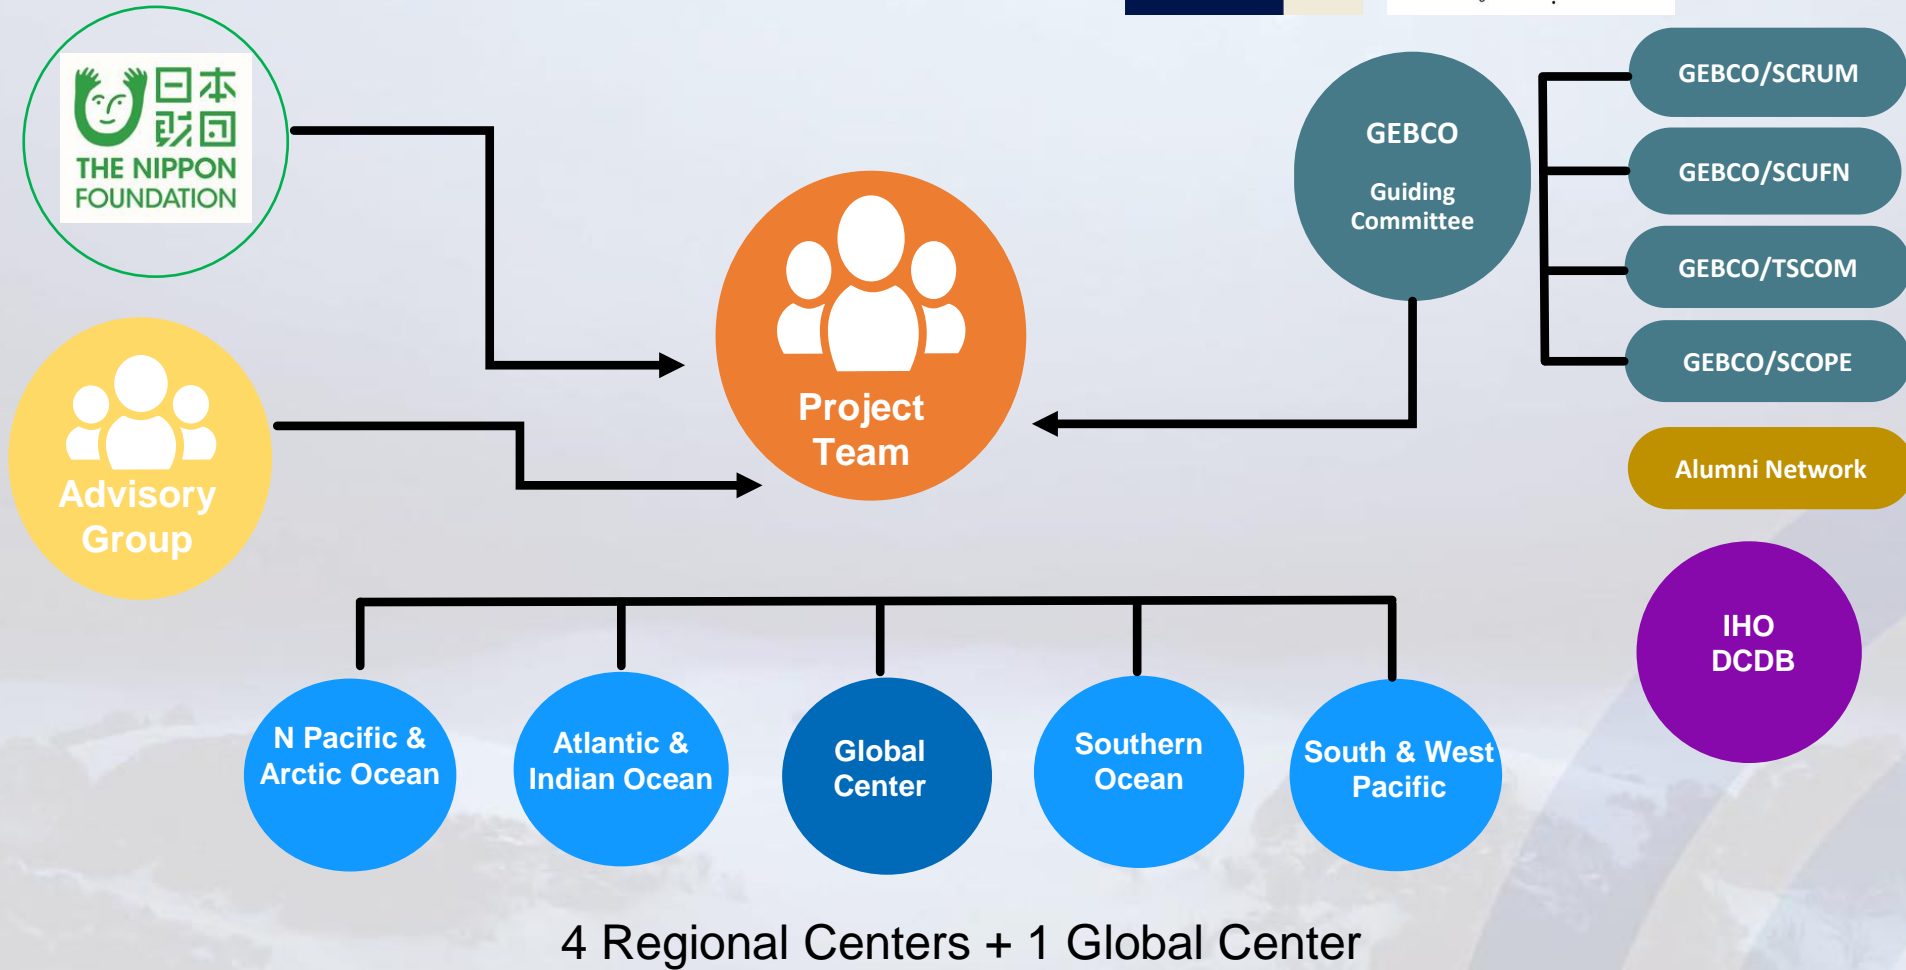 日本
財団
THE NIPPON
FOUNDATION
Advisory
Group
Project
Team
GEBCO
Guiding
Committee
GEBCO/SCRUM
GEBCO/SCUFN
GEBCO/TSCOM
GEBCO/SCOPE
Alumni Network
IHO
DCDB
N Pacific &
Arctic Ocean
Atlantic &
Indian Ocean
Global
Center
Southern
Ocean
South & West
Pacific
4 Regional Centers + 1 Global Center